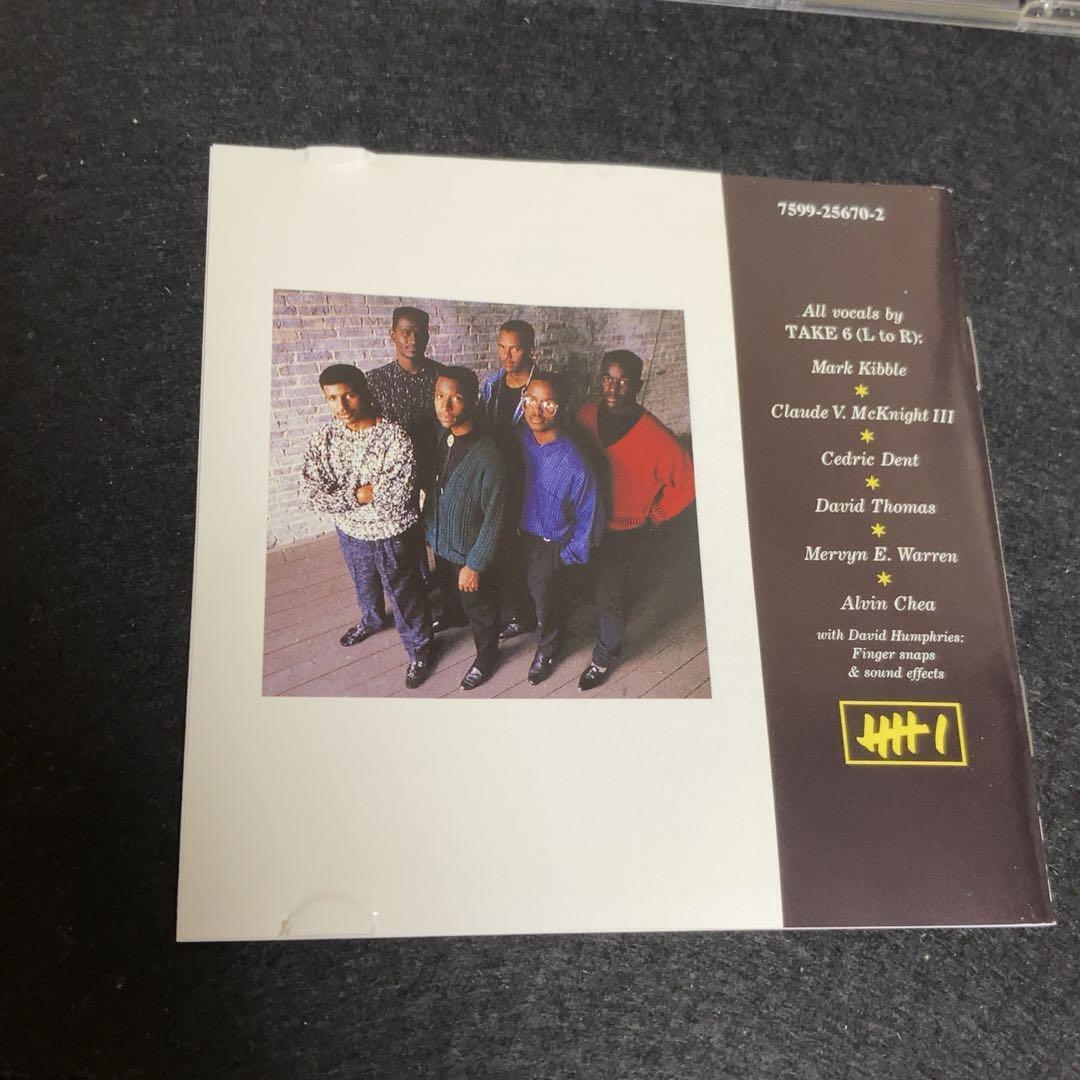 7599-25670-2
All vocals by
TAKE 6 (L to R):
Mark Kibble
Claude V. McKnight III
Cedric Dent
David Thomas
Mervyn E. Warren
Alvin Chea
with David Humphries:
Finger snaps
& sound effects